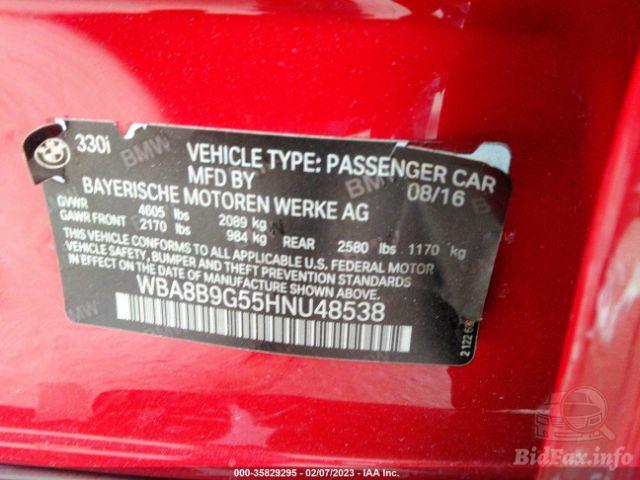 BMW
330i
VEHICLE TYPE: PASSENGER CAR
MFD BY 08/16
BAYERISCHE MOTOREN WERKE AG
GVWR 4605 lbs 2089 kg
GAWR FRONT 2170 lbs 984 kg REAR 2580 lbs 1170 kg
THIS VEHICLE CONFORMS TO ALL APPLICABLE U.S. FEDERAL MOTOR
VEHICLE SAFETY, BUMPER AND THEFT PREVENTION STANDARDS
IN EFFECT ON THE DATE OF MANUFACTURE SHOWN ABOVE.
WBA8B9G55HNU48538
BidFax.info
© 000-35829295 - 02/07/2023 - IAA Inc.